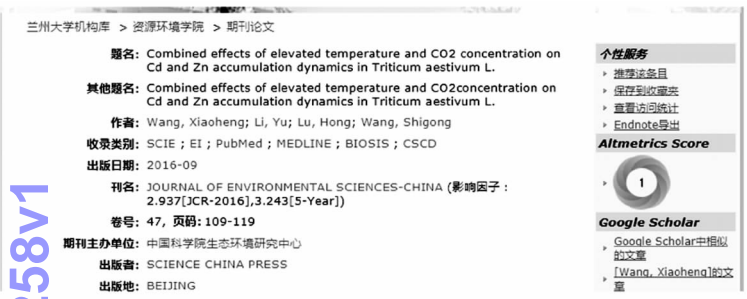 兰州大学机构库 > 资源环境学院 > 期刊论文
题名: Combined effects of elevated temperature and CO2 concentration on
Cd and Zn accumulation dynamics in Triticum aestivum L.
其他题名: Combined effects of elevated temperature and CO2concentration on
Cd and Zn accumulation dynamics in Triticum aestivum L.
作者: Wang, Xiaoheng; Li, Yu; Lu, Hong; Wang, Shigong
收录类别: SCIE ; EI ; PubMed ; MEDLINE ; BIOSIS ; CSCD
出版日期: 2016-09
刊名: JOURNAL OF ENVIRONMENTAL SCIENCES-CHINA (影响因子 :
2.937[JCR-2016],3.243[5-Year])
卷号: 47, 页码: 109-119
期刊主办单位: 中国科学院生态环境研究中心
出版者: SCIENCE CHINA PRESS
出版地: BEIJING
个性服务
推荐该条目
保存到收藏夹
查看访问统计
Endnote导出
Altmetrics Score
1
Google Scholar
Google Scholar中相似
的文章
[Wang, Xiaoheng]的文
章
58v1